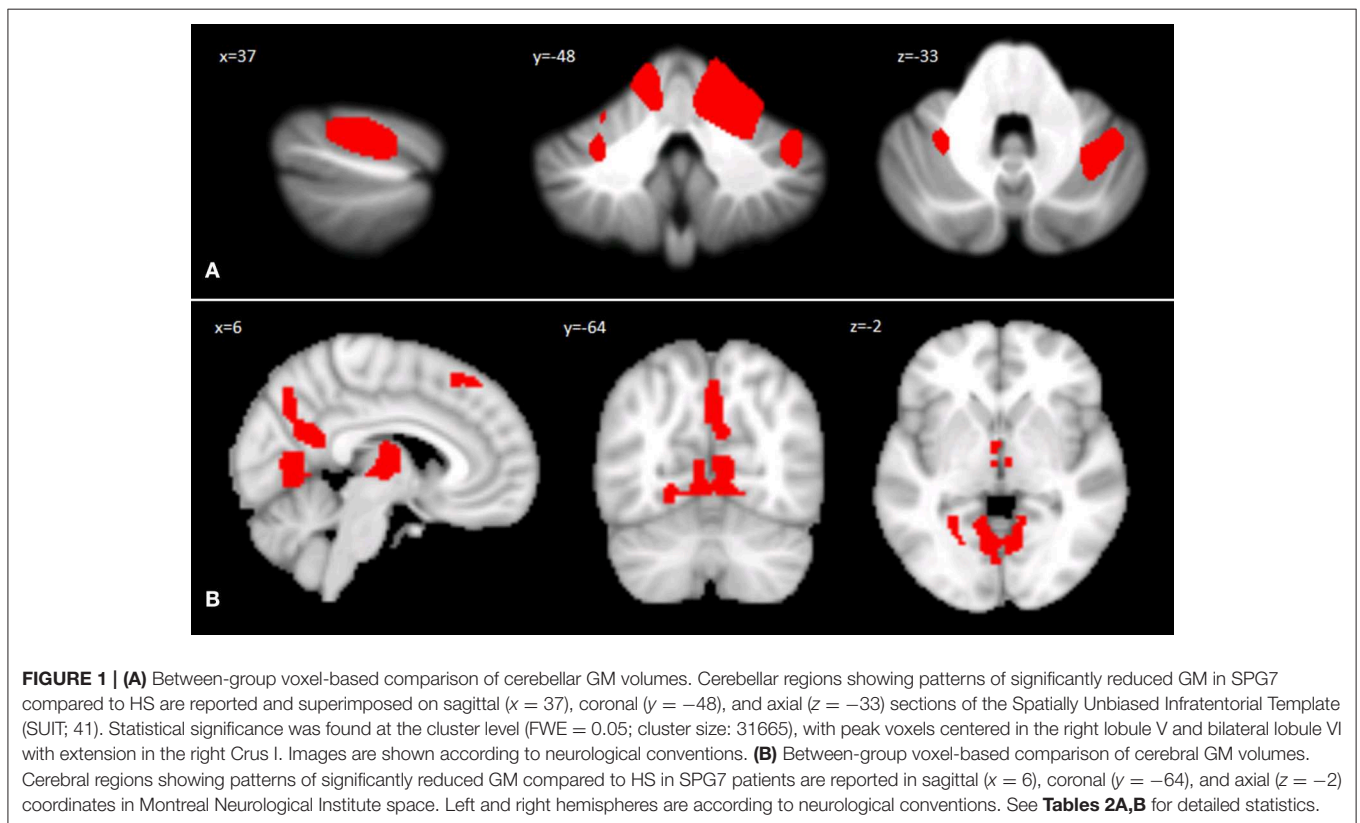 x=37
y=-48
z=-33
A
x=6
y=-64
z=-2
B
FIGURE 1 | (A) Between-group voxel-based comparison of cerebellar GM volumes. Cerebellar regions showing patterns of significantly reduced GM in SPG7
compared to HS are reported and superimposed on sagittal (x = 37), coronal (y = −48), and axial (z = −33) sections of the Spatially Unbiased Infratentorial Template
(SUIT; 41). Statistical significance was found at the cluster level (FWE = 0.05; cluster size: 31665), with peak voxels centered in the right lobule V and bilateral lobule VI
with extension in the right Crus I. Images are shown according to neurological conventions. (B) Between-group voxel-based comparison of cerebral GM volumes.
Cerebral regions showing patterns of significantly reduced GM compared to HS in SPG7 patients are reported in sagittal (x = 6), coronal (y = −64), and axial (z = −2)
coordinates in Montreal Neurological Institute space. Left and right hemispheres are according to neurological conventions. See Tables 2A,B for detailed statistics.